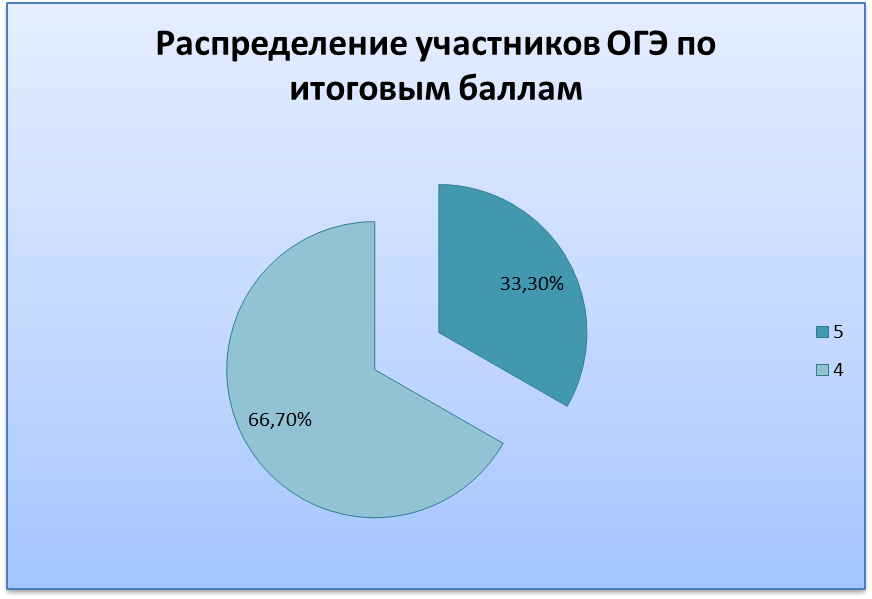 Распределение участников ОГЭ по
итоговым баллам
33,30%
66,70%
5
4